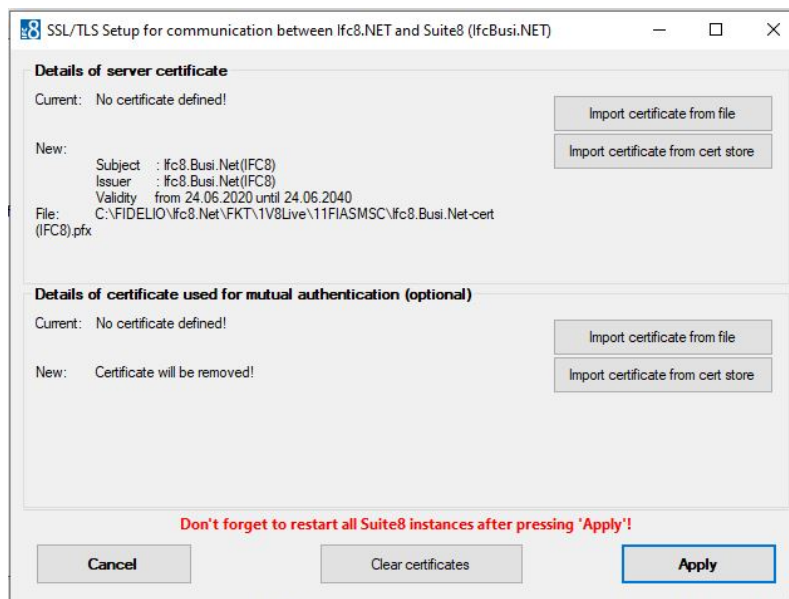 8 SSL/TLS Setup for communication between Ifc8.NET and Suite8 (IfcBusi.NET)
Details of server certificate
Current: No certificate defined!
Import certificate from file
New:
Import certificate from cert store
Subject : Ifc8.Busi.Net(IFC8)
Issuer : Ifc8.Busi.Net(IFC8)
Validity from 24.06.2020 until 24.06.2040
File: C:\FIDELIO\Ifc8.Net\FKT\1V8Live\11FIASMSC\Ifc8.Busi.Net-cert
(IFC8).pfx
Details of certificate used for mutual authentication (optional)
Current: No certificate defined!
Import certificate from file
New: Certificate will be removed!
Import certificate from cert store
Don't forget to restart all Suite8 instances after pressing 'Apply'!
Cancel
Clear certificates
Apply